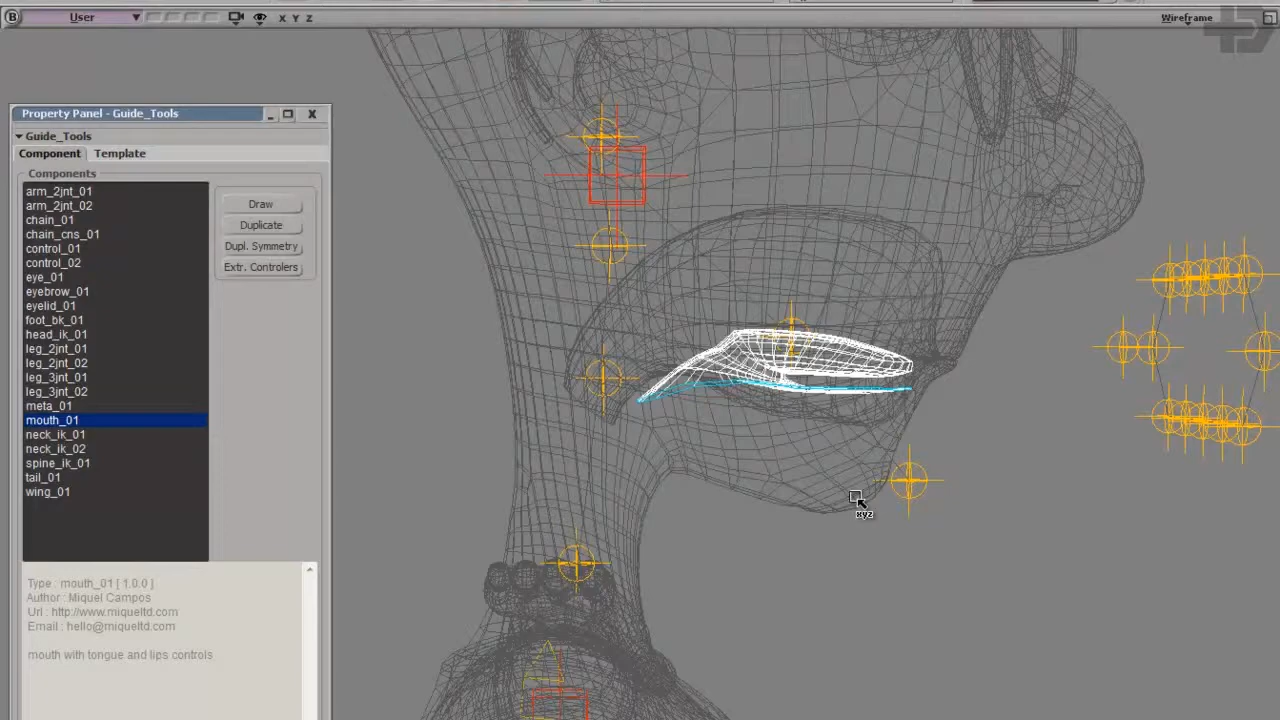 B User X Y Z Wireframe
Property Panel - Guide_Tools
Guide_Tools
Component Template
Components
arm_2jnt_01
arm_2jnt_02
chain_01
chain_cns_01
control_01
control_02
eye_01
eyebrow_01
eyelid_01
foot_bk_01
head_ik_01
leg_2jnt_01
leg_2jnt_02
leg_3jnt_01
leg_3jnt_02
meta_01
mouth_01
neck_ik_01
neck_ik_02
spine_ik_01
tail_01
wing_01
Draw
Duplicate
Dupl. Symmetry
Extr. Controlers
Type : mouth_01 [ 1.0.0 ]
Author : Miquel Campos
Url : http://www.miqueltd.com
Email : hello@miqueltd.com
mouth with tongue and lips controls
xyz